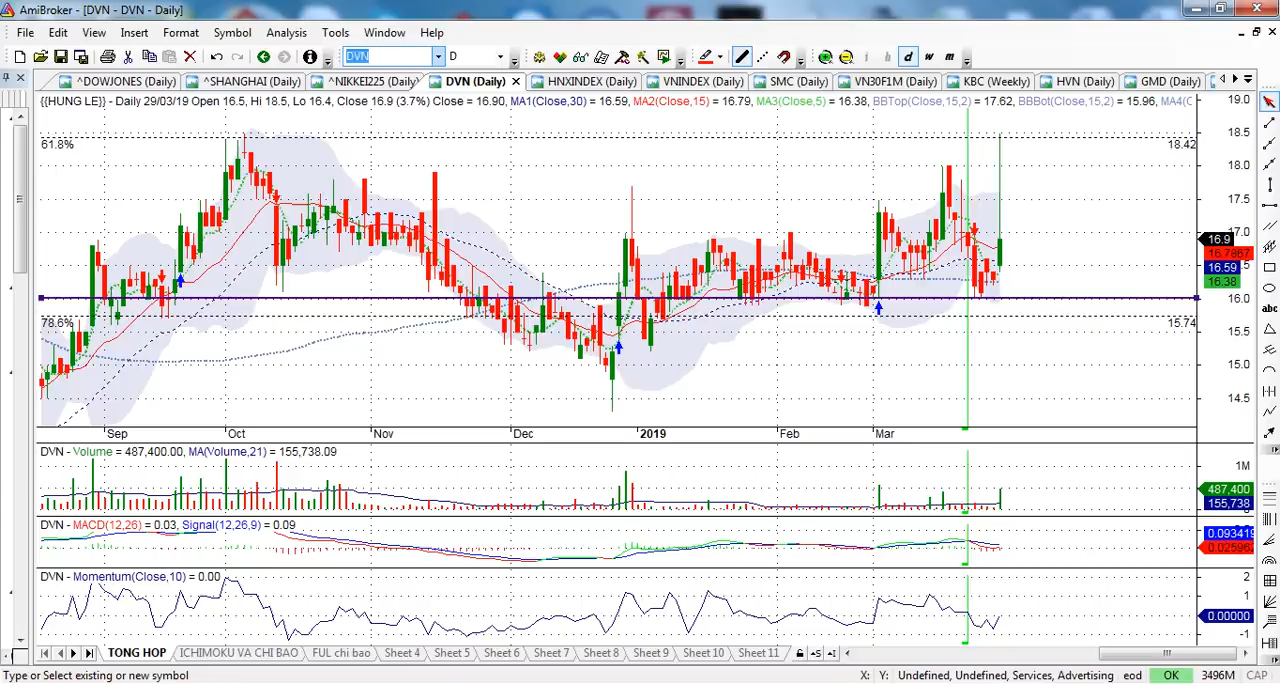 AmiBroker - [DVN - DVN - Daily]
File Edit View Insert Format Symbol Analysis Tools Window Help
DVN D i h d w m
^DOWJONES (Daily) ^SHANGHAI (Daily) ^NIKKEI225 (Daily) DVN (Daily) HNXINDEX (Daily) VNINDEX (Daily) SMC (Daily) VN30F1M (Daily) KBC (Weekly) HVN (Daily) GMD (Daily)
{{HUNG LE}} - Daily 29/03/19 Open 16.5, Hi 18.5, Lo 16.4, Close 16.9 (3.7%) Close = 16.90, MA1(Close,30) = 16.59, MA2(Close,15) = 16.79, MA3(Close,5) = 16.38, BBTop(Close,15,2) = 17.62, BBBot(Close,15,2) = 15.96, MA4(C
19.0
18.5
61.8% 18.42
18.0
17.5
17.0
16.9
16.7867
16.59
16.38
16.0
78.6% 15.74
15.5
15.0
14.5
abc
Sep Oct Nov Dec 2019 Feb Mar
DVN - Volume = 487,400.00, MA(Volume,21) = 155,738.09
1M
487,400
155,738
DVN - MACD(12,26) = 0.03, Signal(12,26,9) = 0.09
0.093419
0.02596
DVN - Momentum(Close,10) = 0.00
2
1
0.00000
-1
TONG HOP ICHIMOKU VA CHI BAO FUL chi bao Sheet 4 Sheet 5 Sheet 6 Sheet 7 Sheet 8 Sheet 9 Sheet 10 Sheet 11
Type or Select existing or new symbol X: Y: Undefined, Undefined, Services, Advertising eod OK 3496M CAP